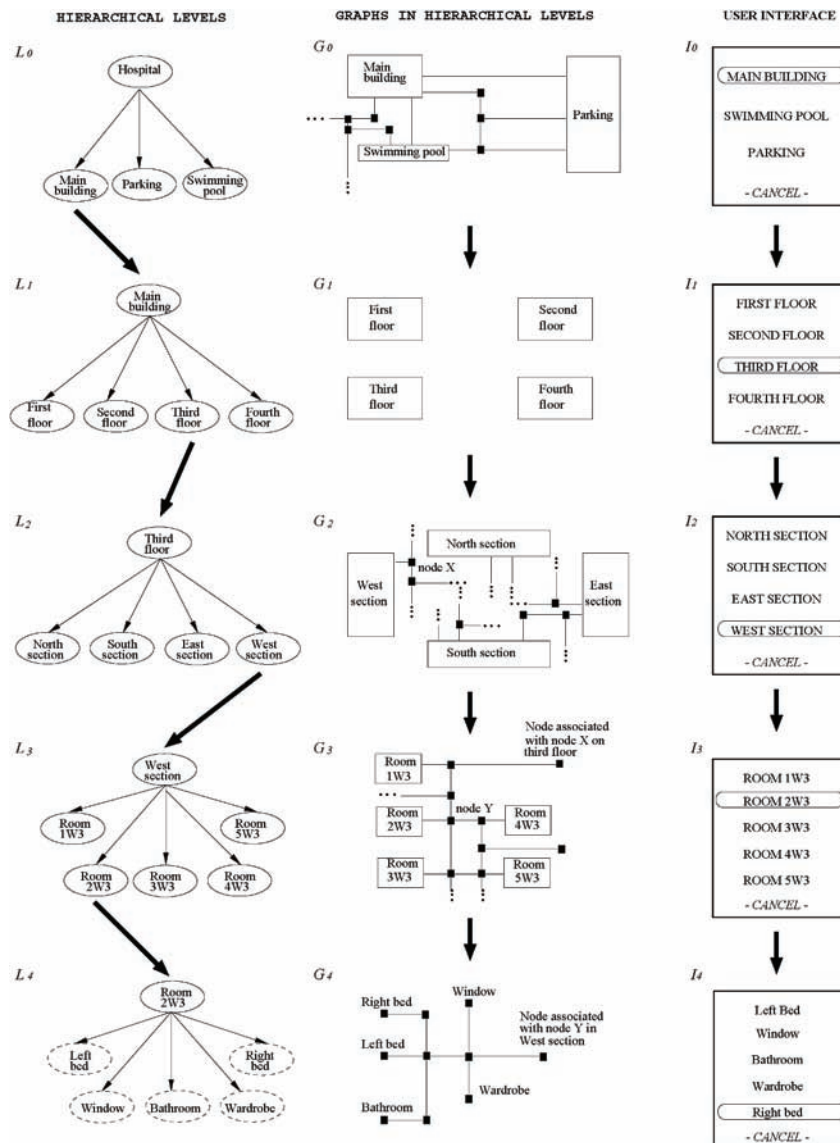 HIERARCHICAL LEVELS
GRAPHS IN HIERARCHICAL LEVELS
USER INTERFACE
L0
Hospital
Main
building
Parking
Swimming
pool
G0
Main
building
Parking
Swimming pool
I0
MAIN BUILDING
SWIMMING POOL
PARKING
- CANCEL -
L1
Main
building
First
floor
Second
floor
Third
floor
Fourth
floor
G1
First
floor
Second
floor
Third
floor
Fourth
floor
I1
FIRST FLOOR
SECOND FLOOR
THIRD FLOOR
FOURTH FLOOR
- CANCEL -
L2
Third
floor
North
section
South
section
East
section
West
section
G2
North section
node X
West
section
East
section
South section
I2
NORTH SECTION
SOUTH SECTION
EAST SECTION
WEST SECTION
- CANCEL -
L3
West
section
Room
1W3
Room
5W3
Room
2W3
Room
3W3
Room
4W3
G3
Node associated
with node X on
third floor
Room
1W3
node Y
Room
2W3
Room
4W3
Room
3W3
Room
5W3
I3
ROOM 1W3
ROOM 2W3
ROOM 3W3
ROOM 4W3
ROOM 5W3
- CANCEL -
L4
Room
2W3
Left
bed
Right
bed
Window
Bathroom
Wardrobe
G4
Window
Right bed
Node associated
with node Y in
West section
Left bed
Wardrobe
Bathroom
I4
Left Bed
Window
Bathroom
Wardrobe
Right bed
- CANCEL -